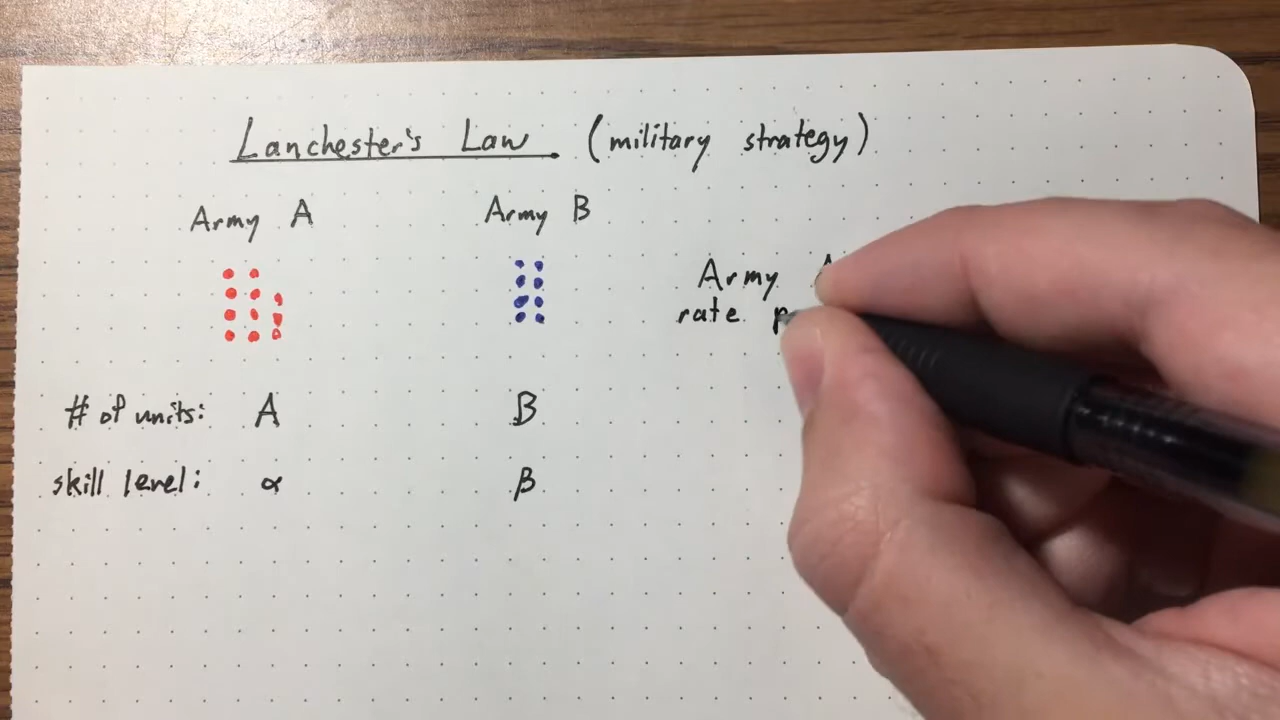 Lanchester's Law (military strategy)
Army A Army B
Army
rate
# of units: A B
skill level: α β